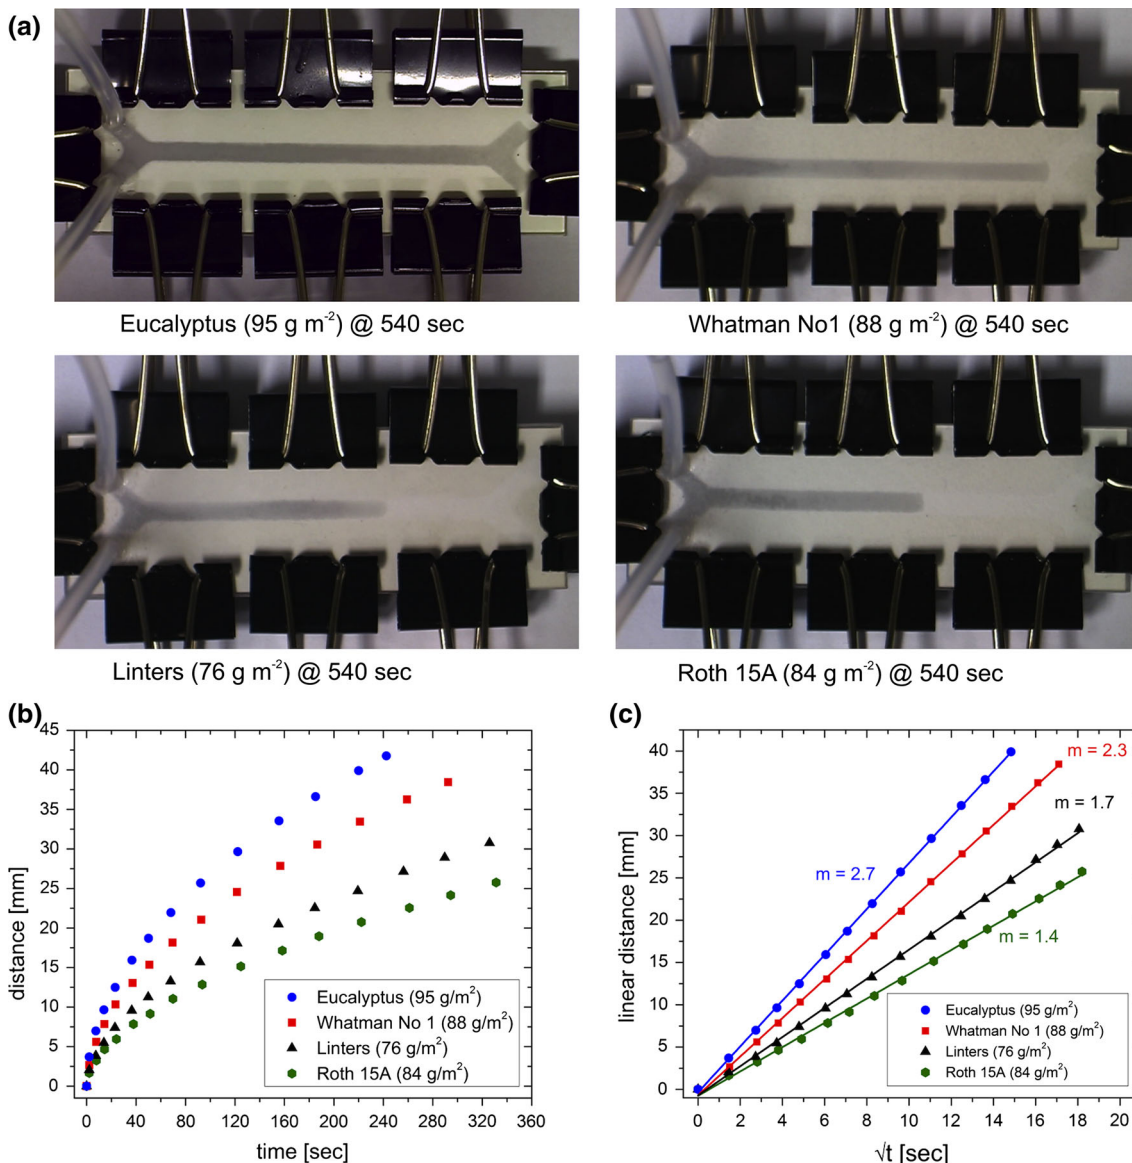 (a)
Eucalyptus (95 g m⁻²) @ 540 sec
Whatman No1 (88 g m⁻²) @ 540 sec
Linters (76 g m⁻²) @ 540 sec
Roth 15A (84 g m⁻²) @ 540 sec
(b)
45
40
35
30
25
20
15
10
5
0
distance [mm]
0 40 80 120 160 200 240 280 320 360
time [sec]
Eucalyptus (95 g/m²)
Whatman No 1 (88 g/m²)
Linters (76 g/m²)
Roth 15A (84 g/m²)
(c)
40
35
30
25
20
15
10
5
0
linear distance [mm]
m = 2.3
m = 1.7
m = 2.7
m = 1.4
Eucalyptus (95 g/m²)
Whatman No 1 (88 g/m²)
Linters (76 g/m²)
Roth 15A (84 g/m²)
0 2 4 6 8 10 12 14 16 18 20
√t [sec]